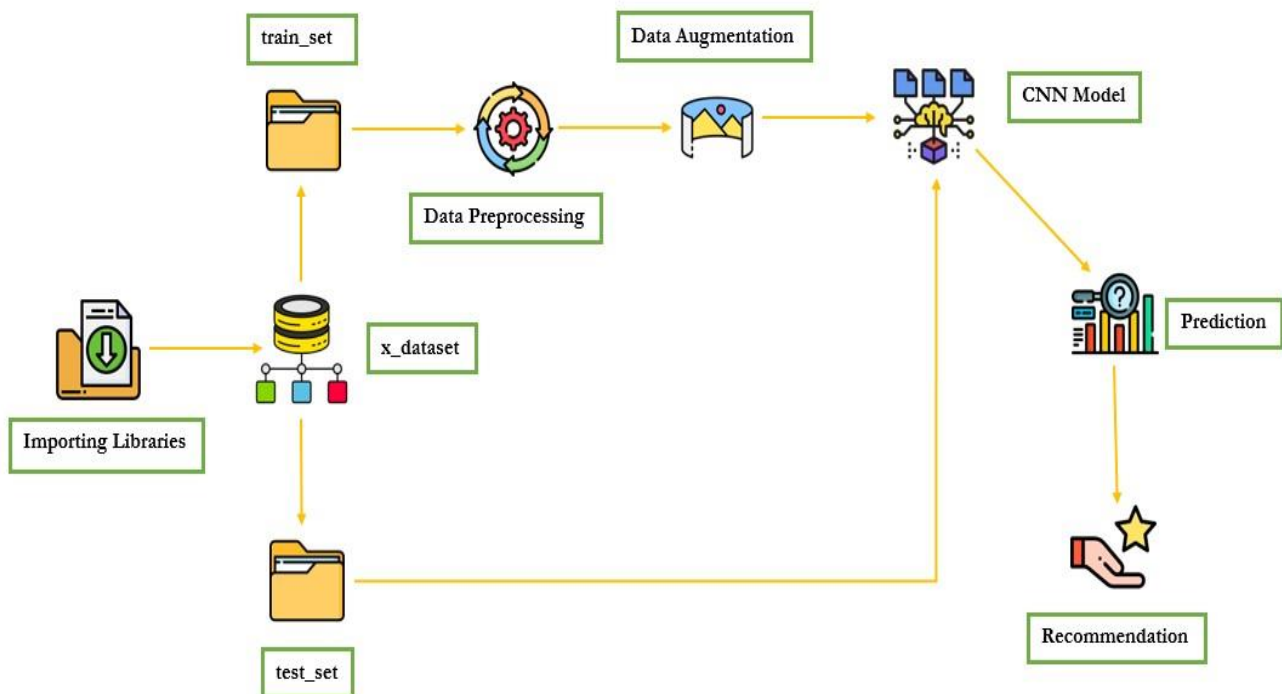 train_set
Data Augmentation
CNN Model
Data Preprocessing
x_dataset
Prediction
Importing Libraries
test_set
Recommendation
?